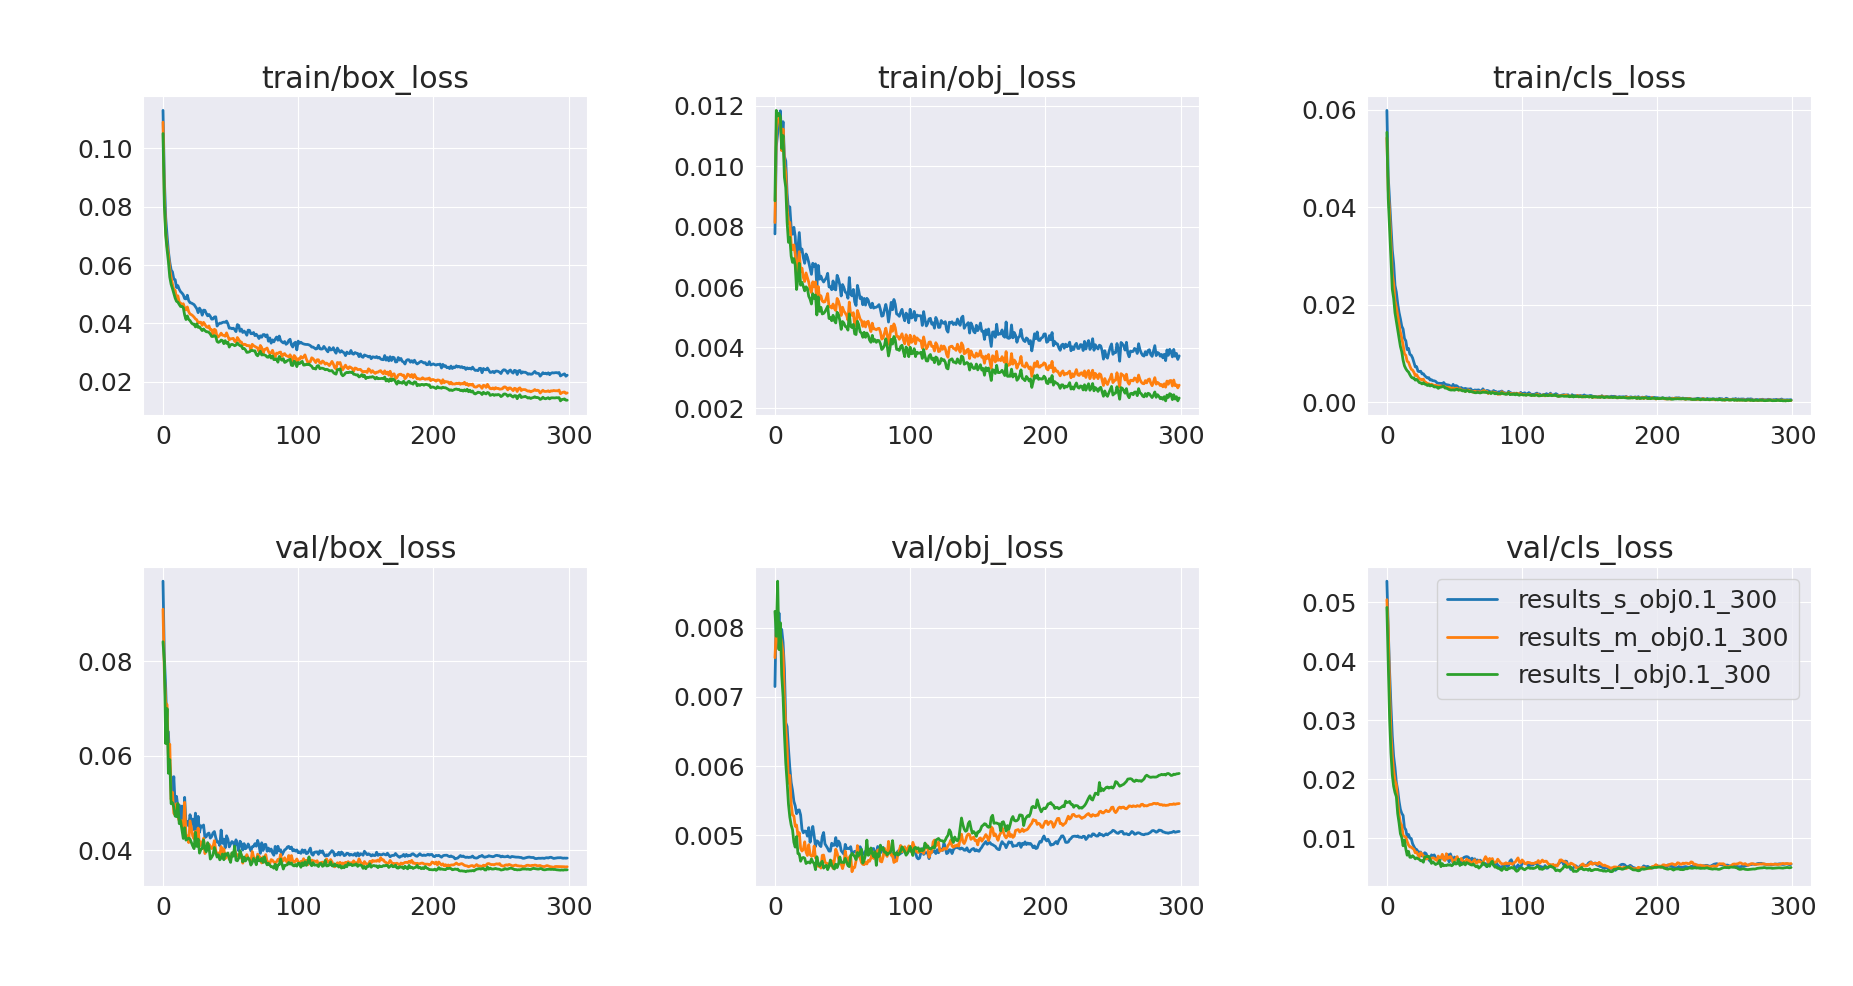 train/box_loss
0.10
0.08
0.06
0.04
0.02
0 100 200 300
train/obj_loss
0.012
0.010
0.008
0.006
0.004
0.002
0 100 200 300
train/cls_loss
0.06
0.04
0.02
0.00
0 100 200 300
val/box_loss
0.08
0.06
0.04
0 100 200 300
val/obj_loss
0.008
0.007
0.006
0.005
0 100 200 300
val/cls_loss
0.05
0.04
0.03
0.02
0.01
0 100 200 300
results_s_obj0.1_300
results_m_obj0.1_300
results_l_obj0.1_300